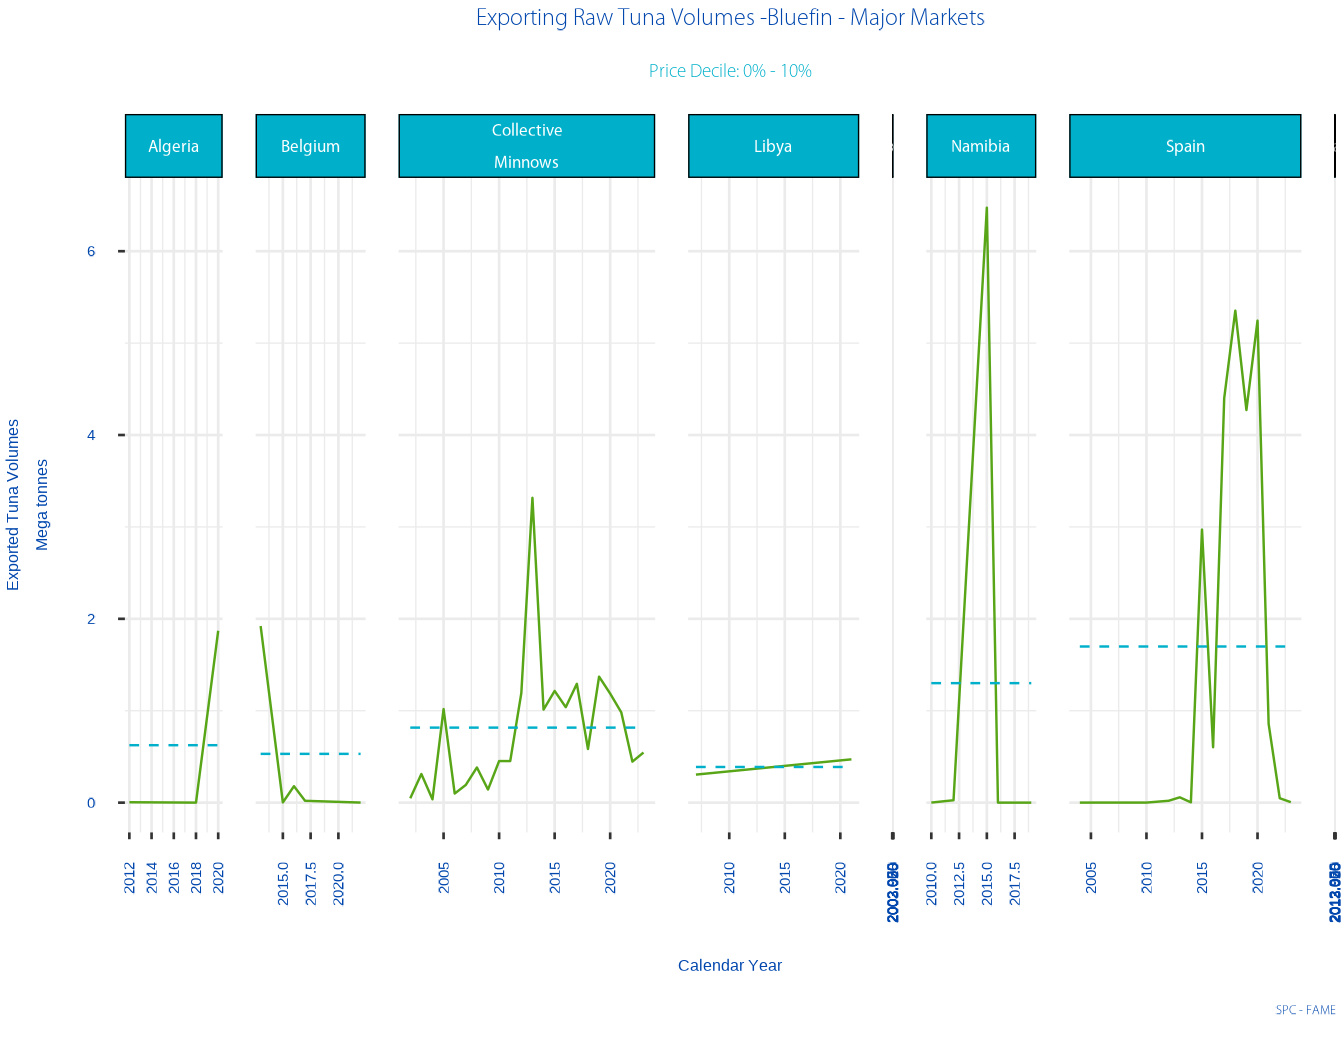 Exporting Raw Tuna Volumes -Bluefin - Major Markets
Price Decile: 0% - 10%
Algeria
Belgium
Collective
Minnows
Libya
Namibia
Spain
Exported Tuna Volumes
Mega tonnes
6
4
2
0
2012
2014
2016
2018
2020
2015.0
2017.5
2020.0
2005
2010
2015
2020
2010
2015
2020
2010.0
2012.5
2015.0
2017.5
2005
2010
2015
2020
Calendar Year
SPC - FAME